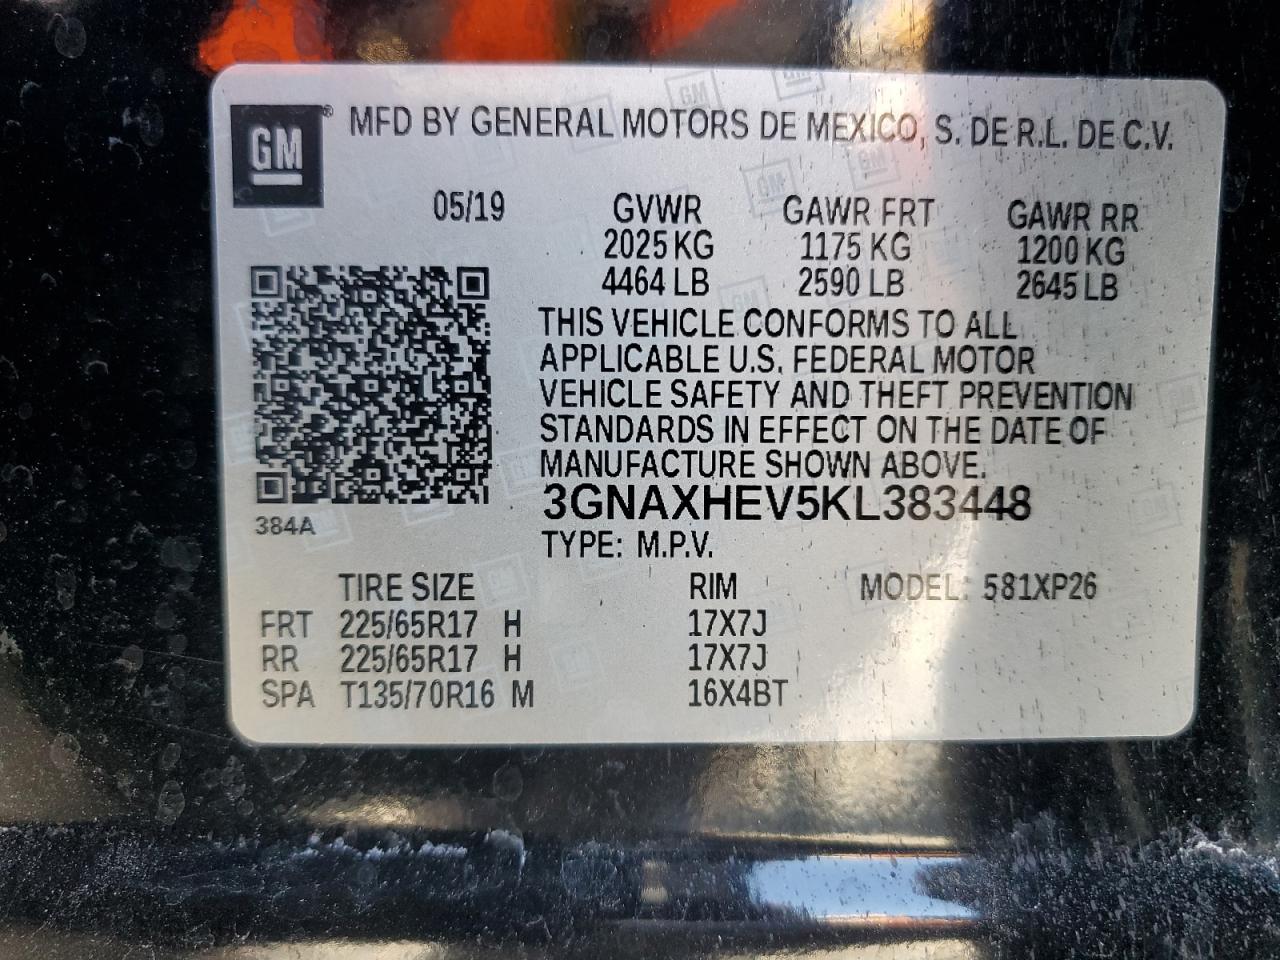 GM ® MFD BY GENERAL MOTORS DE MEXICO, S. DE R.L. DE C.V.
05/19 GVWR GAWR FRT GAWR RR
2025 KG 1175 KG 1200 KG
4464 LB 2590 LB 2645 LB
THIS VEHICLE CONFORMS TO ALL
APPLICABLE U.S. FEDERAL MOTOR
VEHICLE SAFETY AND THEFT PREVENTION
STANDARDS IN EFFECT ON THE DATE OF
MANUFACTURE SHOWN ABOVE.
3GNAXHEV5KL383448
384A
TYPE: M.P.V.
TIRE SIZE RIM MODEL: 581XP26
FRT 225/65R17 H 17X7J
RR 225/65R17 H 17X7J
SPA T135/70R16 M 16X4BT